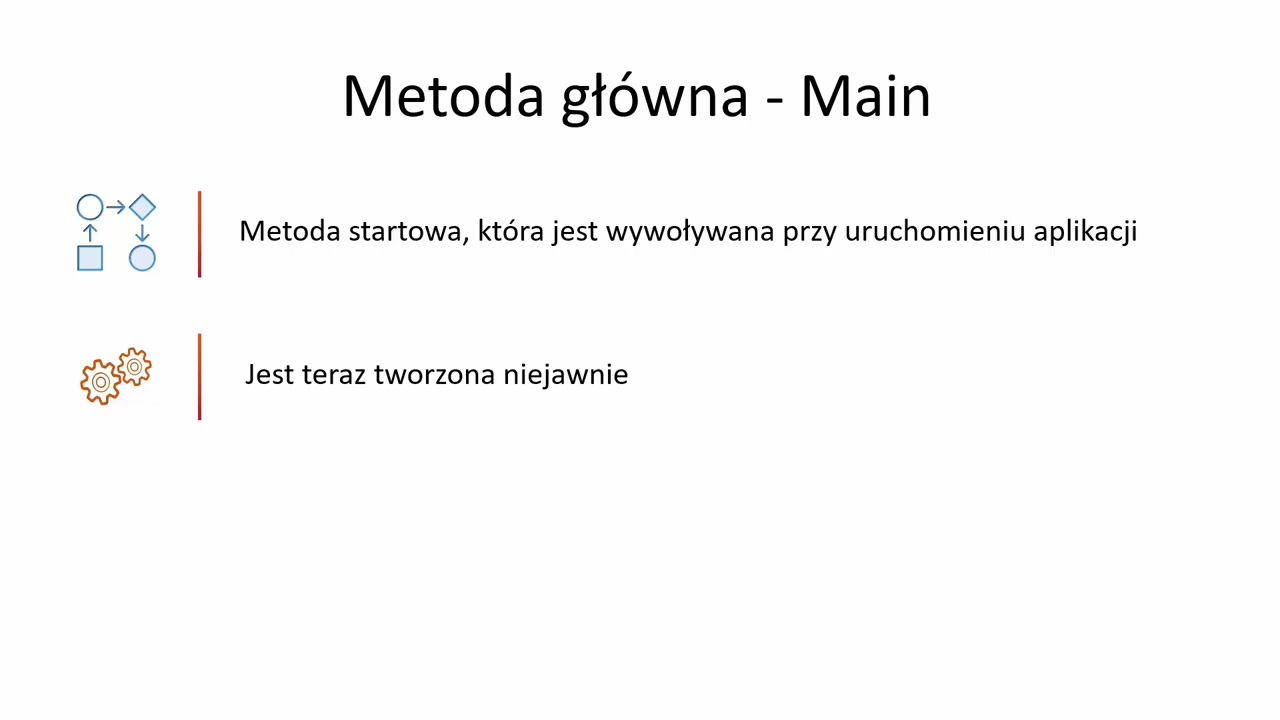 Metoda główna - Main
Metoda startowa, która jest wywoływana przy uruchomieniu aplikacji
Jest teraz tworzona niejawnie